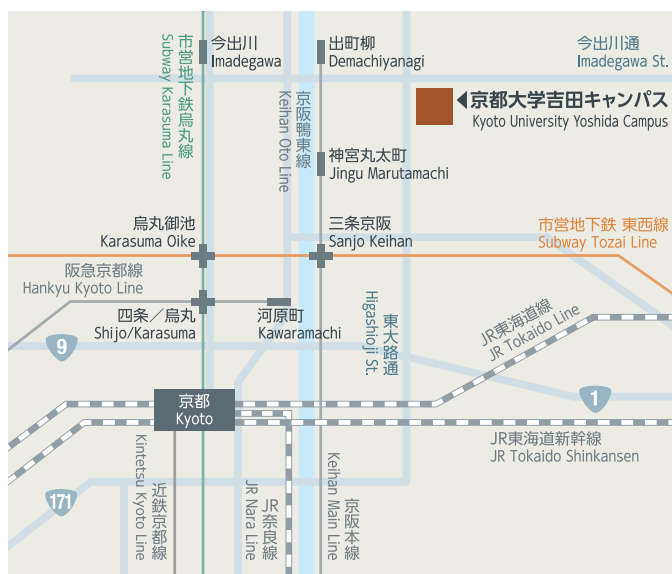 市営地下鉄烏丸線
Subway Karasuma Line
今出川
Imadegawa
出町柳
Demachiyanagi
今出川通
Imadegawa St.
京阪鴨東線
Keihan Oto Line
京都大学吉田キャンパス
Kyoto University Yoshida Campus
神宮丸太町
Jingu Marutamachi
烏丸御池
Karasuma Oike
三条京阪
Sanjo Keihan
市営地下鉄 東西線
Subway Tozai Line
阪急京都線
Hankyu Kyoto Line
四条/烏丸
Shijo/Karasuma
河原町
Kawaramachi
東大路通
Higashioji St.
JR東海道線
JR Tokaido Line
9
京都
Kyoto
1
JR東海道新幹線
JR Tokaido Shinkansen
171
近鉄京都線
Kintetsu Kyoto Line
JR奈良線
JR Nara Line
京阪本線
Keihan Main Line